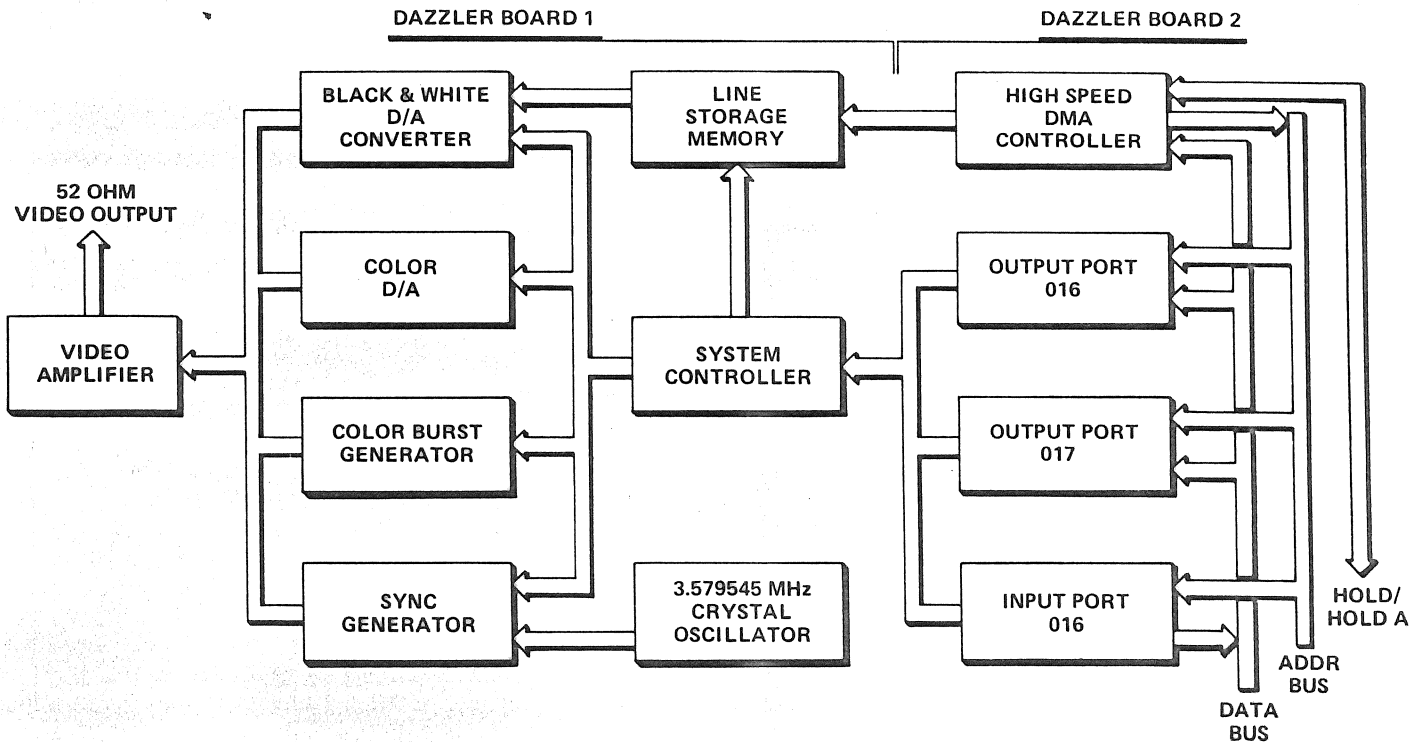 DAZZLER BOARD 1
DAZZLER BOARD 2
BLACK & WHITE
D/A
CONVERTER
LINE
STORAGE
MEMORY
HIGH SPEED
DMA
CONTROLLER
52 OHM
VIDEO OUTPUT
COLOR
D/A
OUTPUT PORT
016
VIDEO
AMPLIFIER
SYSTEM
CONTROLLER
COLOR BURST
GENERATOR
OUTPUT PORT
017
SYNC
GENERATOR
3.579545 MHz
CRYSTAL
OSCILLATOR
INPUT PORT
016
HOLD/
HOLD A
ADDR
BUS
DATA
BUS